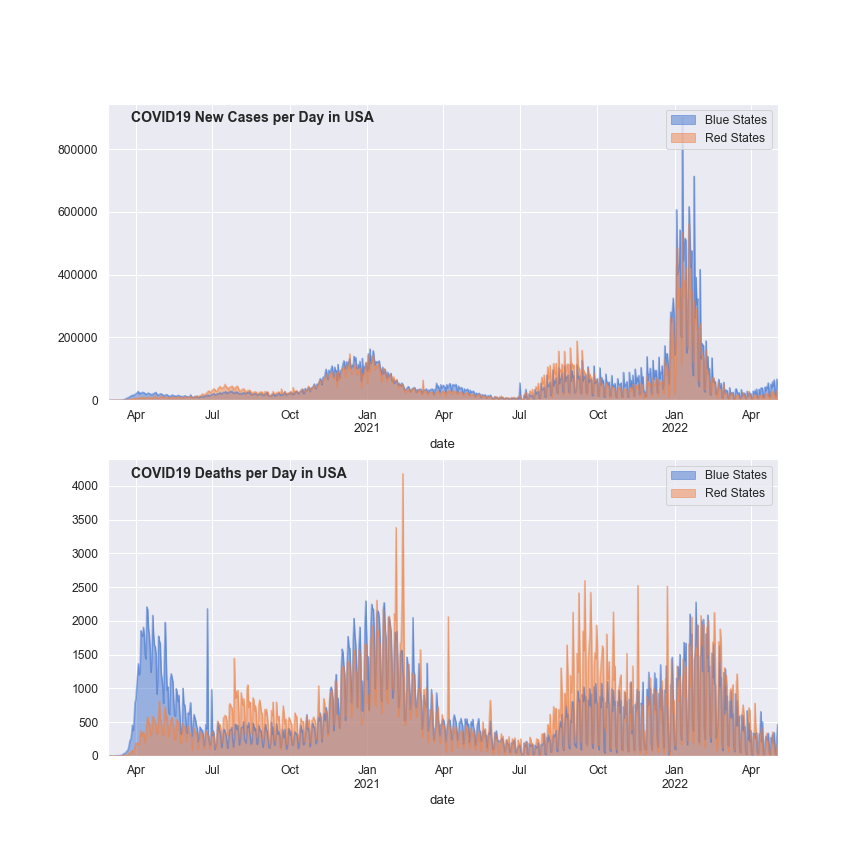 COVID19 New Cases per Day in USA
Blue States
Red States
800000
600000
400000
200000
0
Apr Jul Oct Jan Apr Jul Oct Jan Apr
2021 2022
date
COVID19 Deaths per Day in USA
Blue States
Red States
4000
3500
3000
2500
2000
1500
1000
500
0
Apr Jul Oct Jan Apr Jul Oct Jan Apr
2021 2022
date